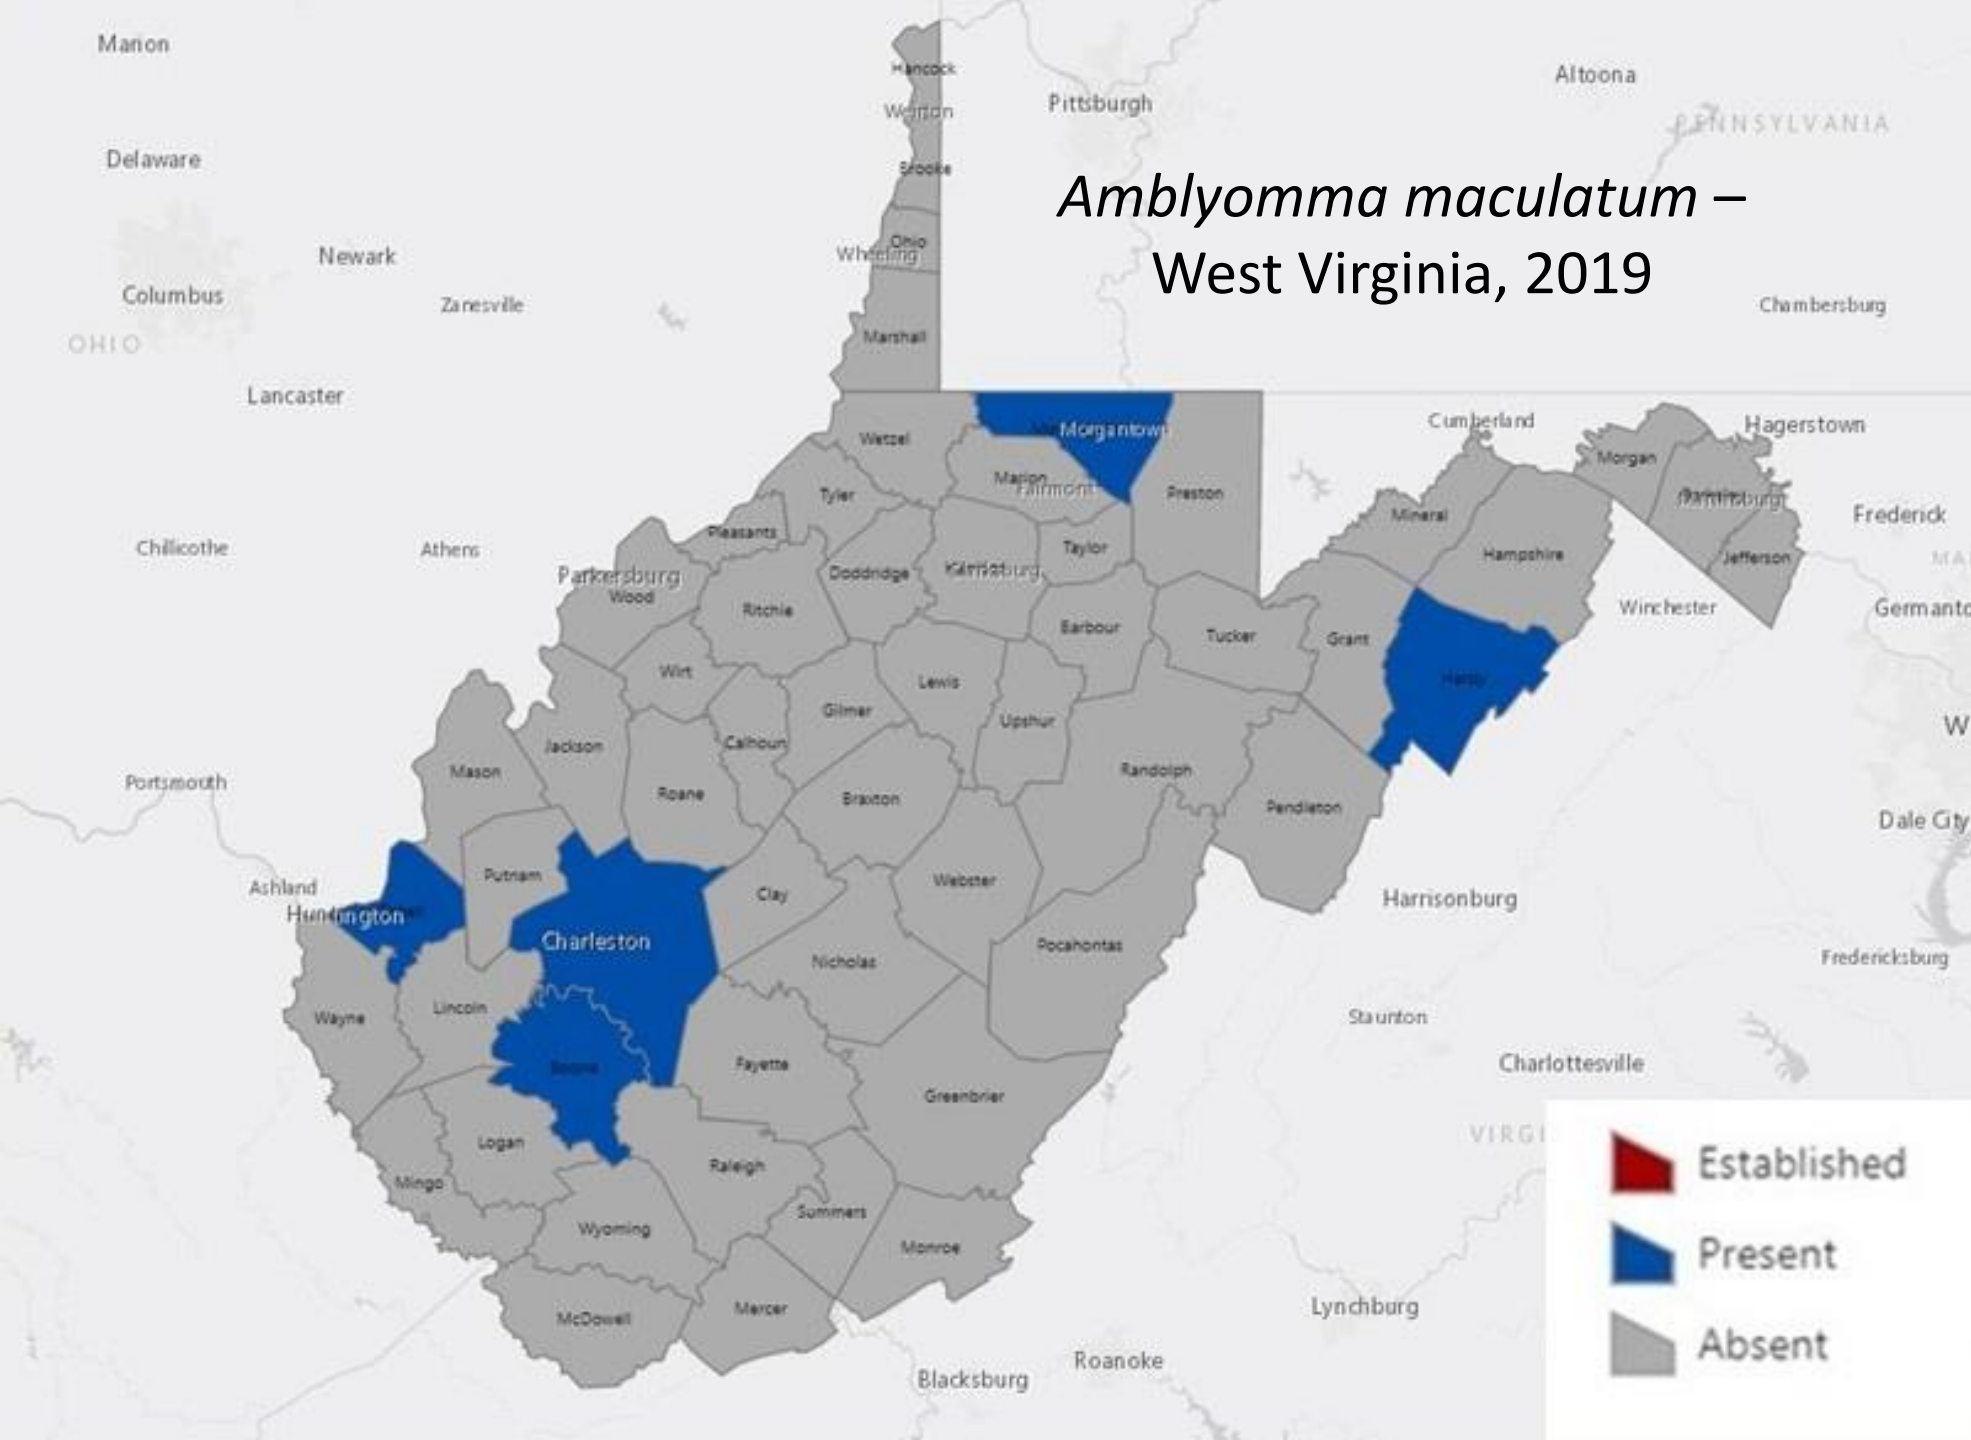 Marion
Hancock
Altoona
Pittsburgh
Weirton
PENNSYLVANIA
Delaware
Brooke
Amblyomma maculatum –
West Virginia, 2019
Ohio
Wheeling
Newark
Columbus
Zanesville
Chambersburg
OHIO
Marshall
Lancaster
Cumberland
Hagerstown
Morgantown
Wetzel
Morgan
Marion
Fairmont
Tyler
Preston
Mineral
Frederick
Pleasants
Chillicothe
Athens
Taylor
Hampshire
Jefferson
MA
Parkersburg
Wood
Doddridge
Ritchie
Winchester
Germanto
Barbour
Tucker
Grant
Wirt
Lewis
Hardy
Gilmer
Upshur
W
Jackson
Calhoun
Mason
Randolph
Portsmouth
Roane
Braxton
Pendleton
Dale City
Putnam
Ashland
Clay
Webster
Harrisonburg
Huntington
Charleston
Pocahontas
Nicholas
Fredericksburg
Lincoln
Wayne
Staunton
Boone
Fayette
Charlottesville
Greenbrier
VIRGI
Logan
Raleigh
Established
Mingo
Summers
Wyoming
Monroe
Present
McDowell
Mercer
Lynchburg
Absent
Roanoke
Blacksburg